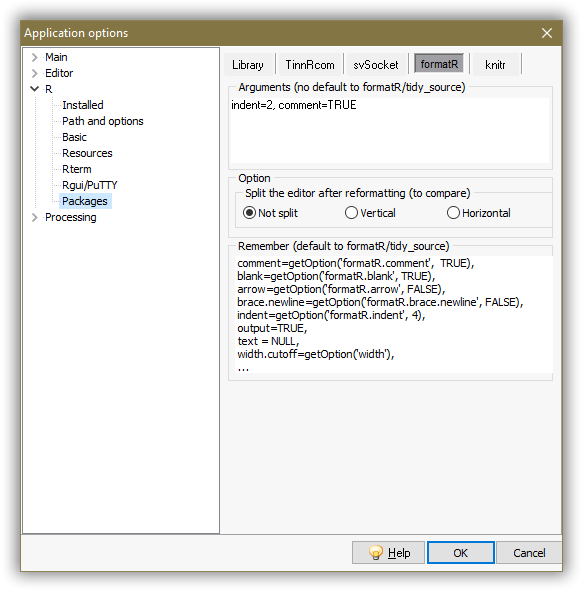 Application options
Main
Editor
R
Installed
Path and options
Basic
Resources
Rterm
Rgui/PuTTY
Packages
Processing
Library TinnRcom svSocket formatR knitr
Arguments (no default to formatR/tidy_source)
indent=2, comment=TRUE
Option
Split the editor after reformatting (to compare)
Not split Vertical Horizontal
Remember (default to formatR/tidy_source)
comment=getOption('formatR.comment', TRUE),
blank=getOption('formatR.blank', TRUE),
arrow=getOption('formatR.arrow', FALSE),
brace.newline=getOption('formatR.brace.newline', FALSE),
indent=getOption('formatR.indent', 4),
output=TRUE,
text = NULL,
width.cutoff=getOption('width'),
...
Help OK Cancel